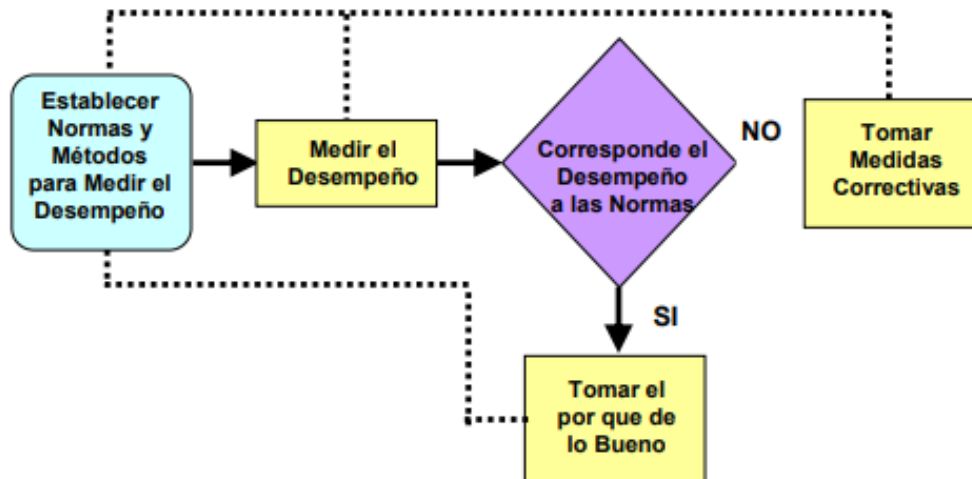 Establecer
Normas y
Métodos
para Medir el
Desempeño
Medir el
Desempeño
Corresponde el
Desempeño
a las Normas
NO
Tomar
Medidas
Correctivas
SI
Tomar el
por que de
lo Bueno